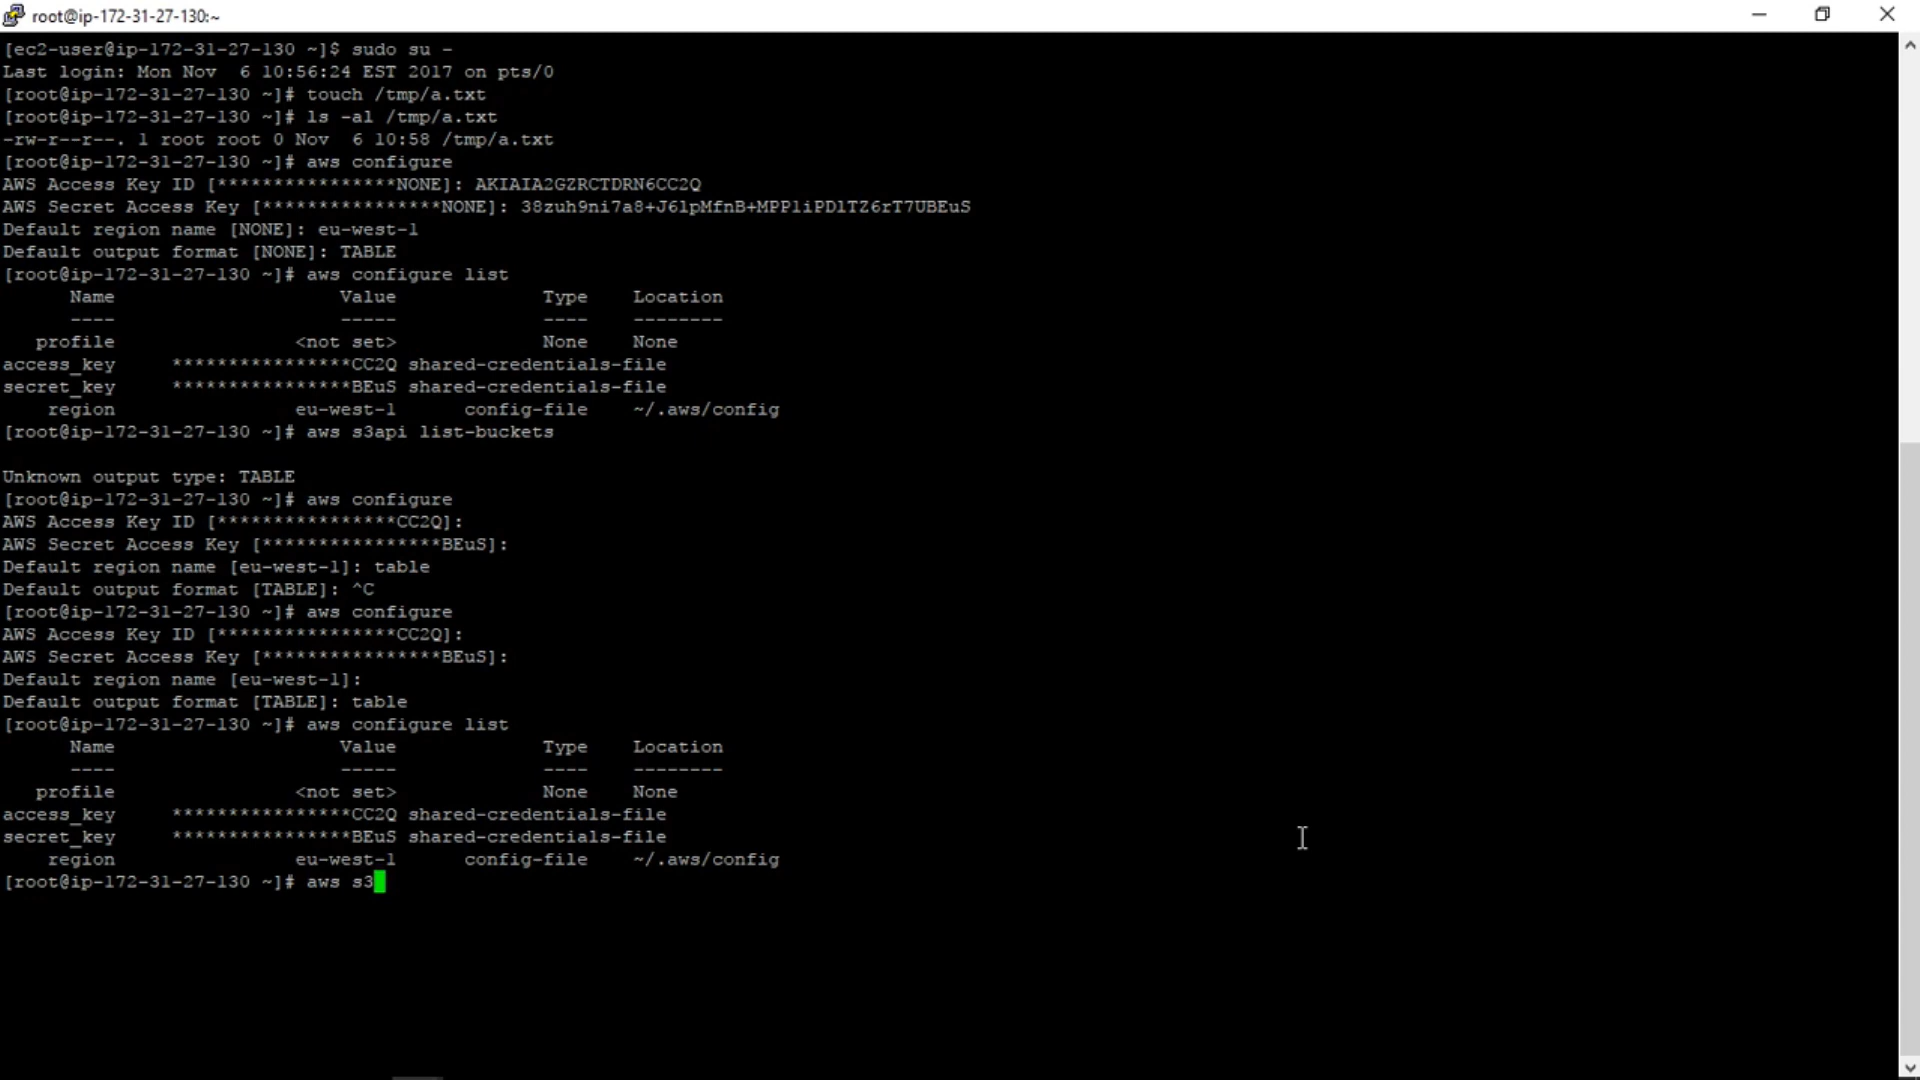 root@ip-172-31-27-130:~
[ec2-user@ip-172-31-27-130 ~]$ sudo su -
Last login: Mon Nov  6 10:56:24 EST 2017 on pts/0
[root@ip-172-31-27-130 ~]# touch /tmp/a.txt
[root@ip-172-31-27-130 ~]# ls -al /tmp/a.txt
-rw-r--r--. 1 root root 0 Nov  6 10:58 /tmp/a.txt
[root@ip-172-31-27-130 ~]# aws configure
AWS Access Key ID [****************NONE]: AKIAIA2GZRCTDRN6CC2Q
AWS Secret Access Key [****************NONE]: 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
Default region name [NONE]: eu-west-1
Default output format [NONE]: TABLE
[root@ip-172-31-27-130 ~]# aws configure list
      Name                    Value             Type    Location
      ----                    -----             ----    --------
   profile                <not set>             None    None
access_key     ****************CC2Q shared-credentials-file
secret_key     ****************BEuS shared-credentials-file
    region                eu-west-1      config-file    ~/.aws/config
[root@ip-172-31-27-130 ~]# aws s3api list-buckets
Unknown output type: TABLE
[root@ip-172-31-27-130 ~]# aws configure
AWS Access Key ID [****************CC2Q]:
AWS Secret Access Key [****************BEuS]:
Default region name [eu-west-1]: table
Default output format [TABLE]: ^C
[root@ip-172-31-27-130 ~]# aws configure
AWS Access Key ID [****************CC2Q]:
AWS Secret Access Key [****************BEuS]:
Default region name [eu-west-1]:
Default output format [TABLE]: table
[root@ip-172-31-27-130 ~]# aws configure list
      Name                    Value             Type    Location
      ----                    -----             ----    --------
   profile                <not set>             None    None
access_key     ****************CC2Q shared-credentials-file
secret_key     ****************BEuS shared-credentials-file
    region                eu-west-1      config-file    ~/.aws/config
[root@ip-172-31-27-130 ~]# aws s3